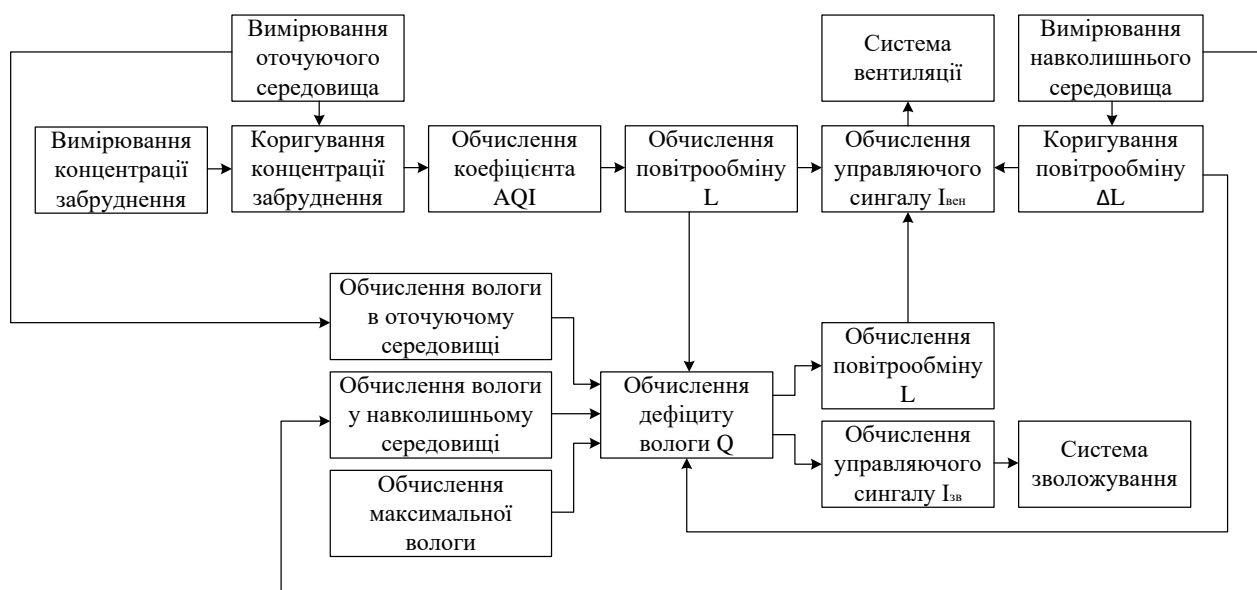 Вимірювання
оточуючого
середовища
Система
вентиляції
Вимірювання
навколишнього
середовища
Вимірювання
концентрації
забруднення
Коригування
концентрації
забруднення
Обчислення
коефіцієнта
AQI
Обчислення
повітрообміну
L
Обчислення
управляючого
сингалу Iвен
Коригування
повітрообміну
ΔL
Обчислення вологи
в оточуючому
середовищі
Обчислення вологи
у навколишньому
середовищі
Обчислення
максимальної
вологи
Обчислення
дефіциту
вологи Q
Обчислення
повітрообміну
L
Обчислення
управляючого
сингалу Iзв
Система
зволожування